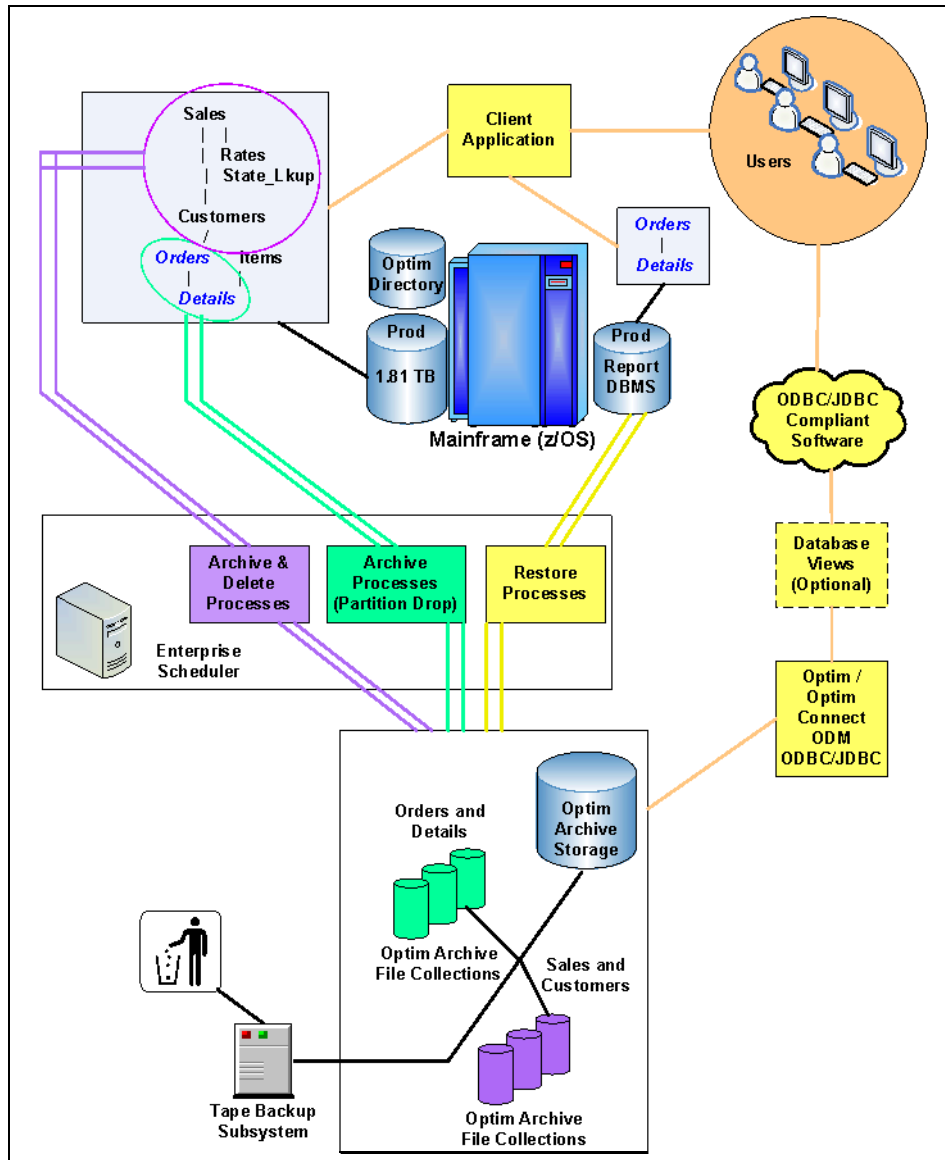 Sales
Rates
State_Lkup
Customers
Orders
Items
Details
Client
Application
Users
Orders
Details
Optim
Directory
Prod
1.81 TB
Prod
Report
DBMS
Mainframe (z/OS)
ODBC/JDBC
Compliant
Software
Archive &
Delete
Processes
Archive
Processes
(Partition Drop)
Restore
Processes
Database
Views
(Optional)
Enterprise
Scheduler
Optim /
Optim
Connect
ODM
ODBC/JDBC
Orders and
Details
Optim
Archive
Storage
Optim Archive
File Collections
Sales and
Customers
Tape Backup
Subsystem
Optim Archive
File Collections